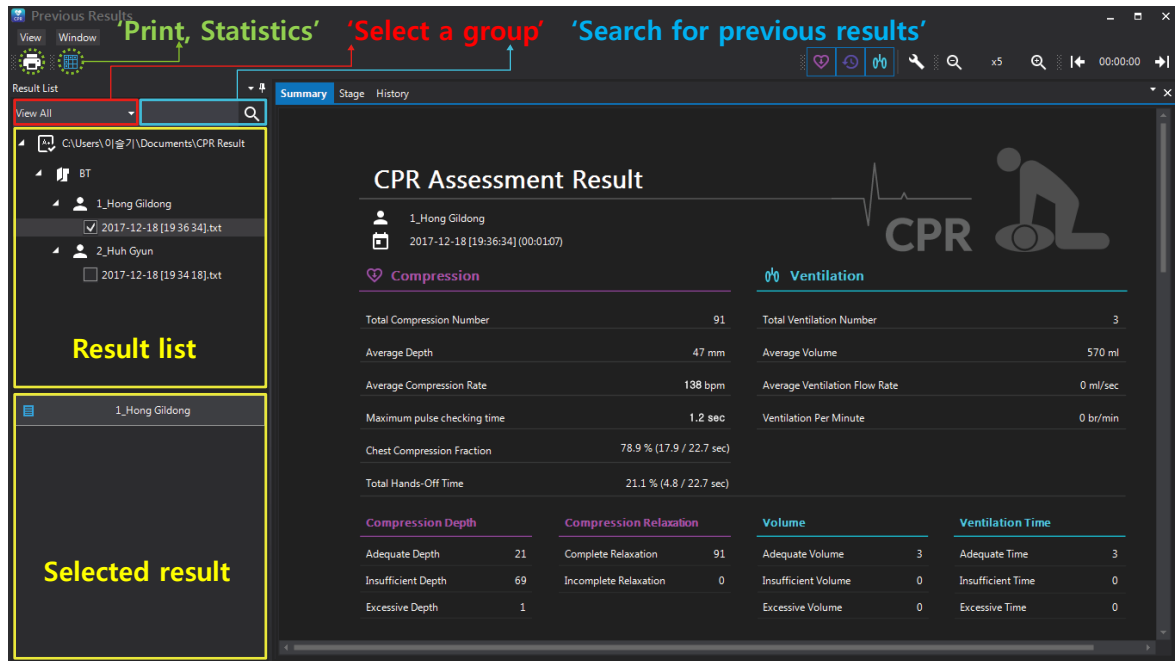 Previous Results
'Print, Statistics' 'Select a group' 'Search for previous results'
View Window
x5 00:00:00
Result List
Summary Stage History
View All
C:\Users\이슬기\Documents\CPR Result
BT
1_Hong Gildong
2017-12-18 [19 36 34].txt
2_Huh Gyun
2017-12-18 [19 34 18].txt
Result list
1_Hong Gildong
Selected result
CPR Assessment Result
1_Hong Gildong
2017-12-18 [19:36:34] (00:01:07)
CPR
Compression
Total Compression Number 91
Average Depth 47 mm
Average Compression Rate 138 bpm
Maximum pulse checking time 1.2 sec
Chest Compression Fraction 78.9 % (17.9 / 22.7 sec)
Total Hands-Off Time 21.1 % (4.8 / 22.7 sec)
Ventilation
Total Ventilation Number 3
Average Volume 570 ml
Average Ventilation Flow Rate 0 ml/sec
Ventilation Per Minute 0 br/min
Compression Depth
Adequate Depth 21
Insufficient Depth 69
Excessive Depth 1
Compression Relaxation
Complete Relaxation 91
Incomplete Relaxation 0
Volume
Adequate Volume 3
Insufficient Volume 0
Excessive Volume 0
Ventilation Time
Adequate Time 3
Insufficient Time 0
Excessive Time 0